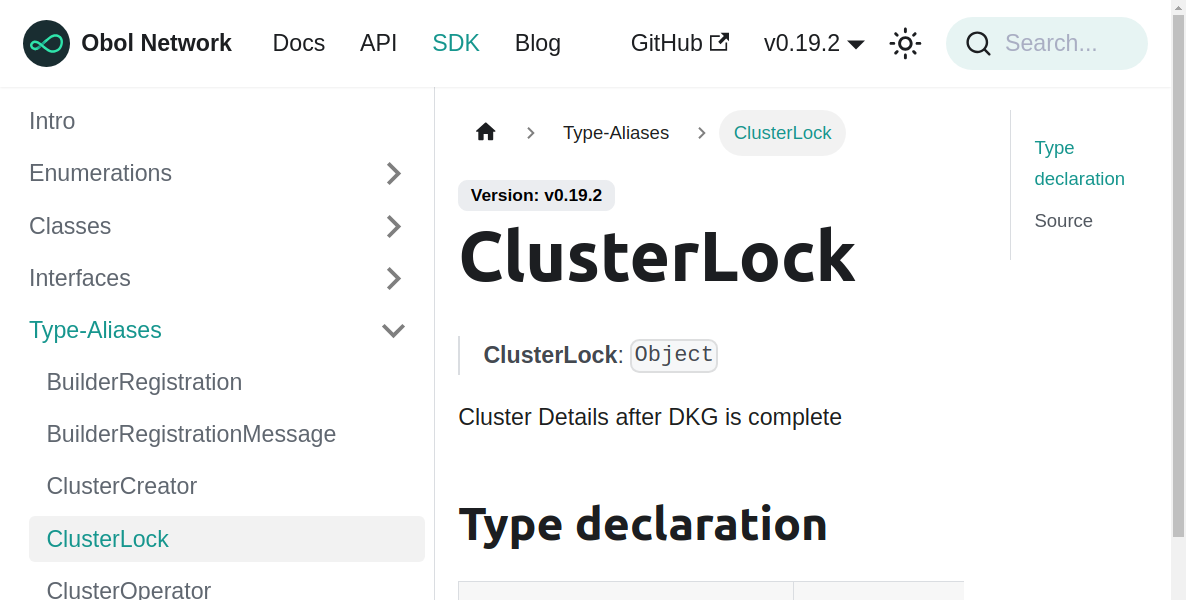 Obol Network Docs API SDK Blog GitHub v0.19.2 Search...
Intro
Enumerations
Classes
Interfaces
Type-Aliases
BuilderRegistration
BuilderRegistrationMessage
ClusterCreator
ClusterLock
ClusterOperator
Type-Aliases ClusterLock
Version: v0.19.2
ClusterLock
ClusterLock: Object
Cluster Details after DKG is complete
Type declaration
Type
declaration
Source